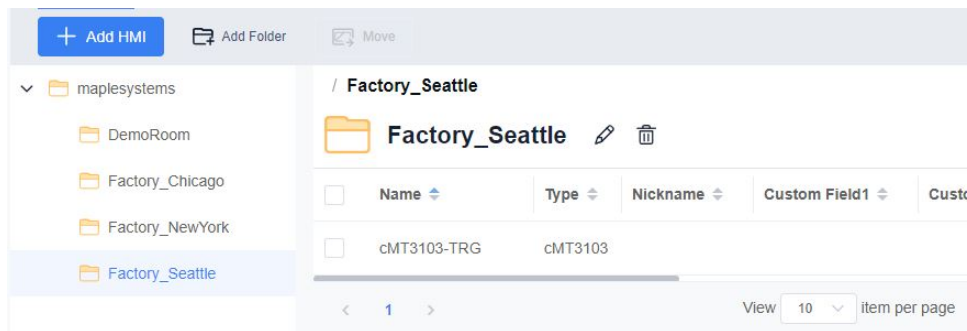 Add HMI Add Folder Move
maplesystems
DemoRoom
Factory_Chicago
Factory_NewYork
Factory_Seattle
/ Factory_Seattle
Factory_Seattle
Name Type Nickname Custom Field1 Custo
cMT3103-TRG cMT3103
< 1 > View 10 item per page